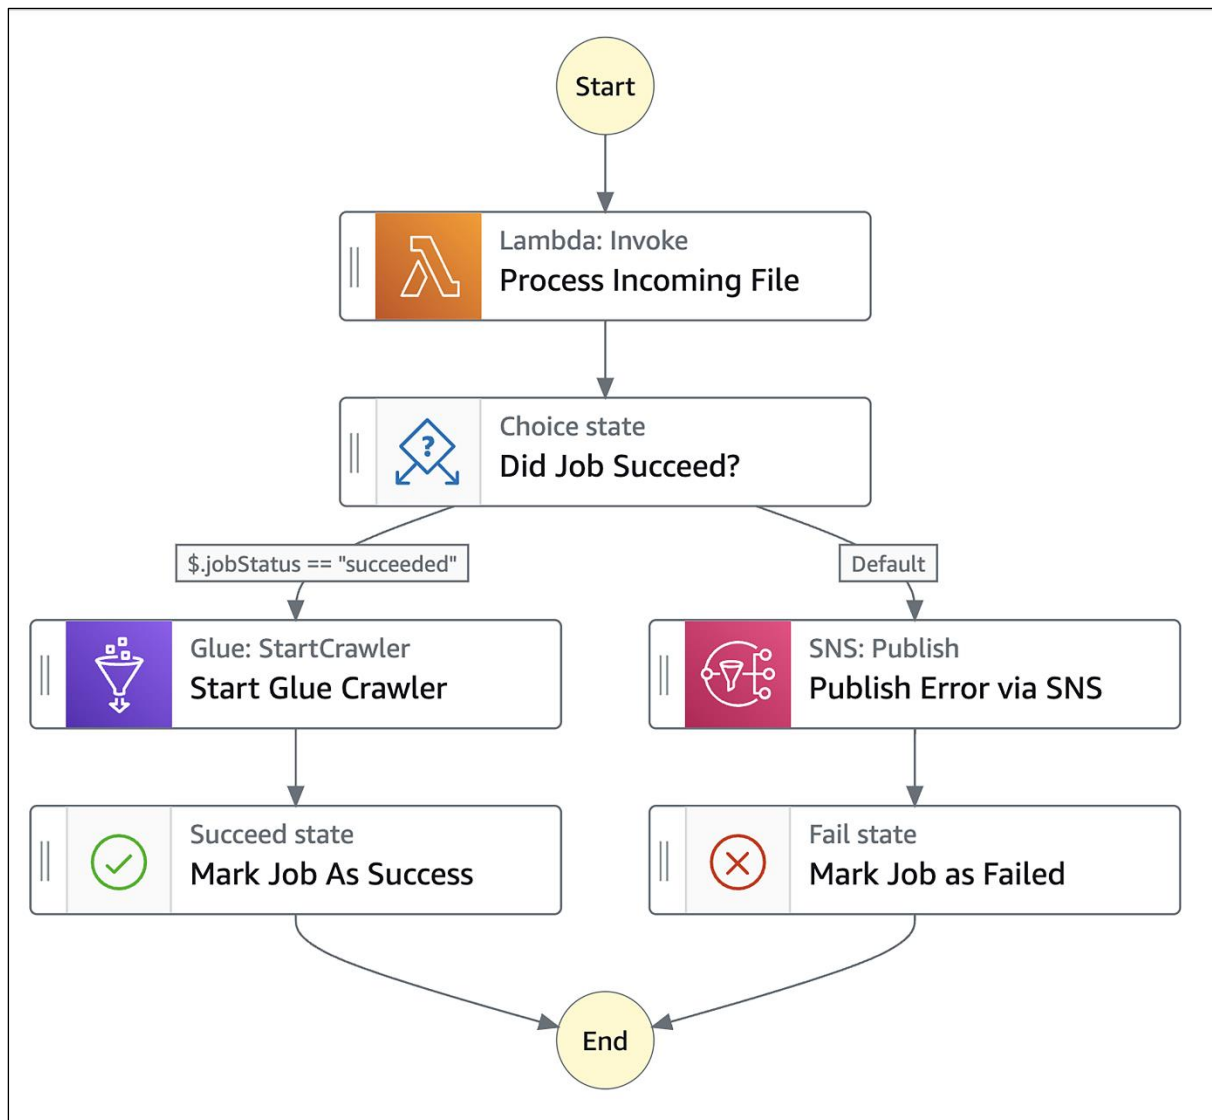 Start
Lambda: Invoke
Process Incoming File
Choice state
?
Did Job Succeed?
$.jobStatus == "succeeded"
Default
Glue: StartCrawler
Start Glue Crawler
SNS: Publish
Publish Error via SNS
Succeed state
Mark Job As Success
Fail state
Mark Job as Failed
End